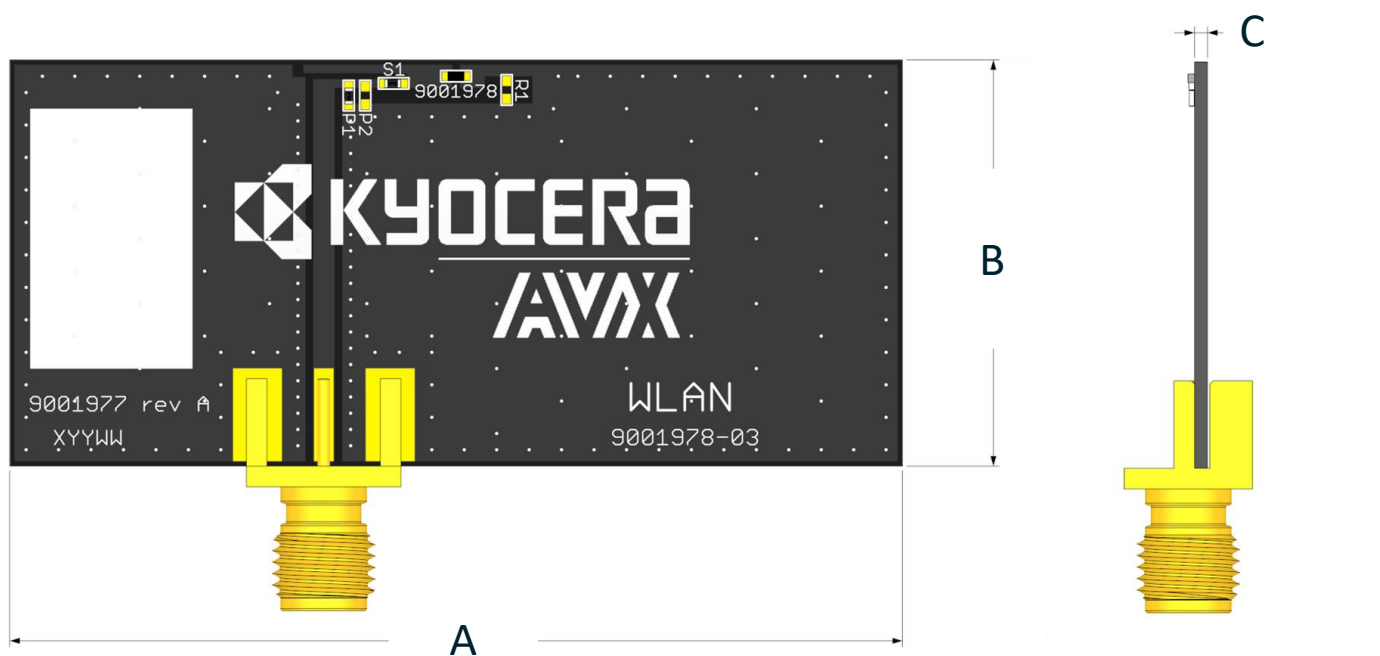 C
S1
9001978
R1
P1
P2
KYOCERA
AVX
B
9001977 rev A
XYYWW
WLAN
9001978-03
A